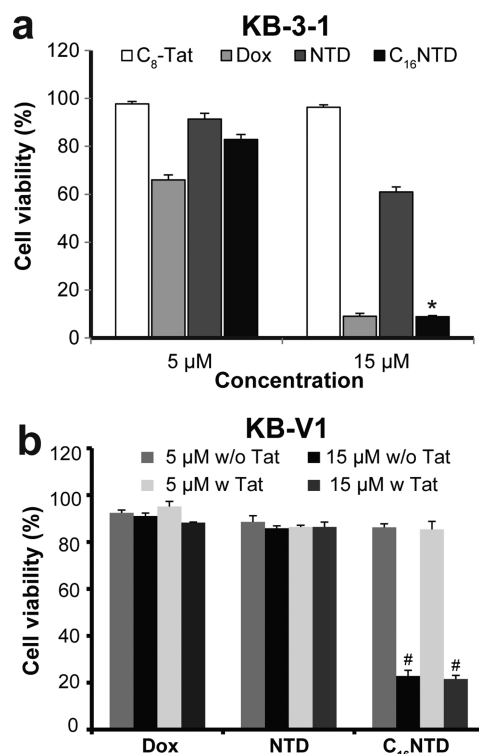 a KB-3-1
C8-Tat Dox NTD C16NTD
120
100
80
60
40
20
0
Cell viability (%)
*
5 µM 15 µM
Concentration
b KB-V1
5 µM w/o Tat 15 µM w/o Tat
5 µM w Tat 15 µM w Tat
120
100
80
60
40
20
0
Cell viability (%)
# #
Dox NTD C16NTD